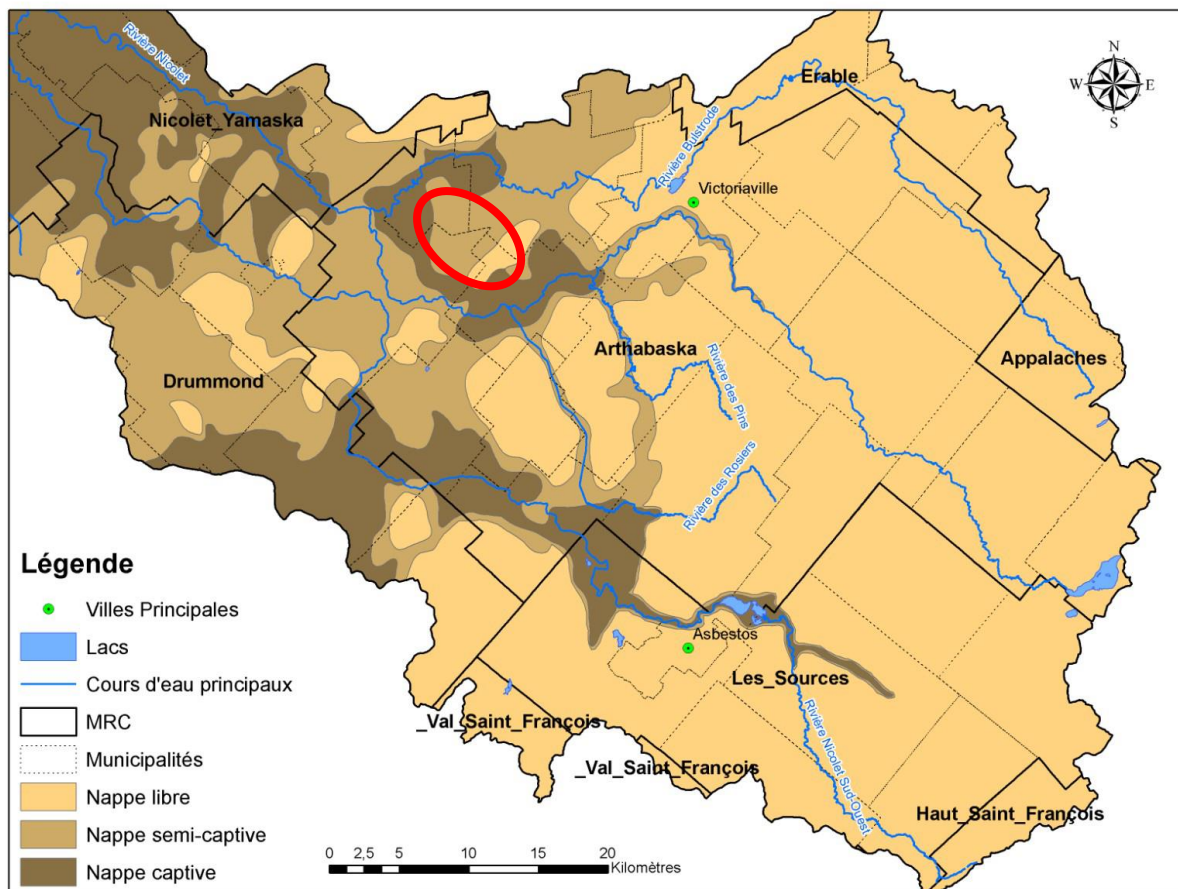 Rivière Nicolet
Erable
N
W E
S
Nicolet_Yamaska
Rivière Bulstrode
Victoriaville
Arthabaska
Rivière des Pins
Appalaches
Drummond
Rivière des Rosiers
Asbestos
Les_Sources
_Val_Saint_François
_Val_Saint_François
Rivière Nicolet Sud-Ouest
Haut_Saint_François
Légende
Villes Principales
Lacs
Cours d'eau principaux
MRC
Municipalités
Nappe libre
Nappe semi-captive
Nappe captive
0 2,5 5 10 15 20
Kilomètres